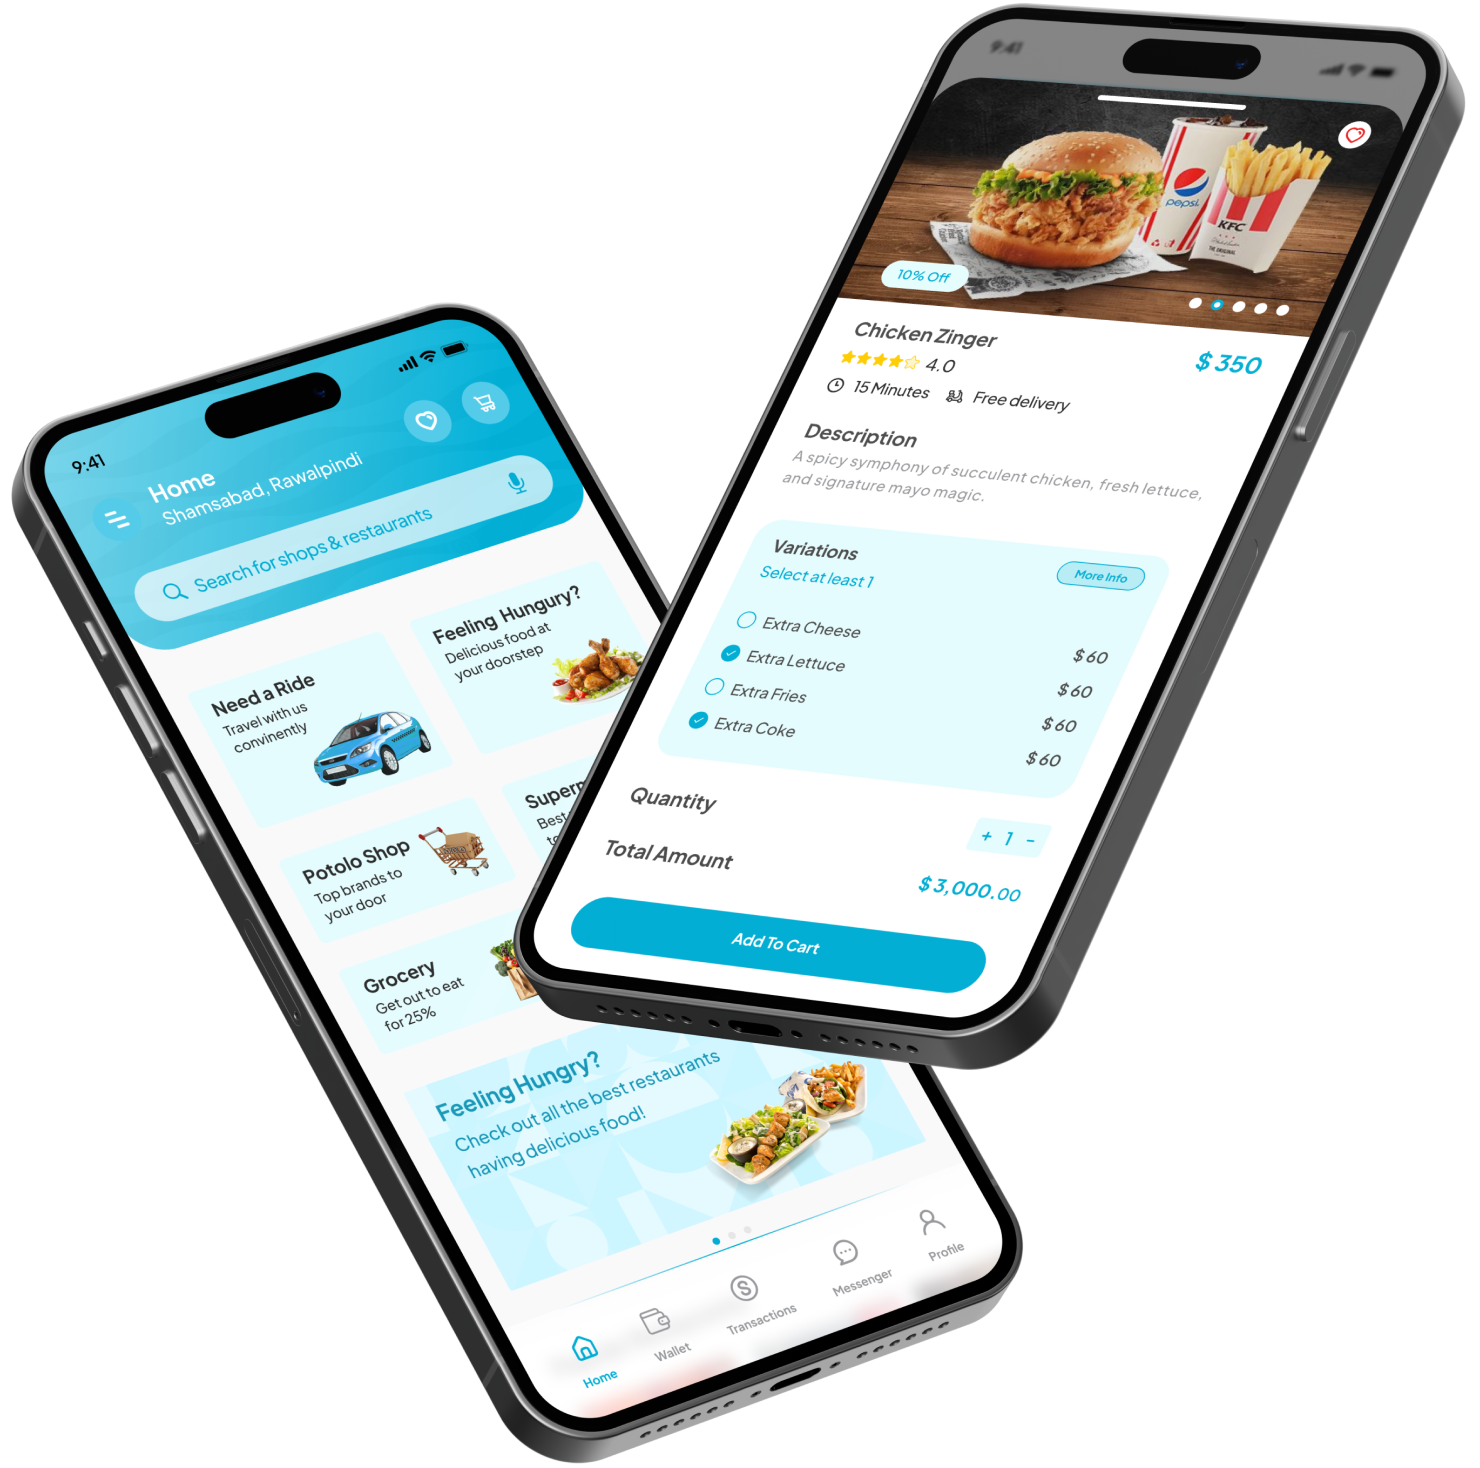 9:41
Home
Shamsabad, Rawalpindi
Search for shops & restaurants
Need a Ride
Travel with us
convinently
Feeling Hungury?
Delicious food at
your doorstep
Potolo Shop
Top brands to
your door
Best
to
Grocery
Get out to eat
for 25%
Feeling Hungry?
Check out all the best restaurants
having delicious food!
Home
Wallet
Transactions
Messenger
Profile
9:41
pepsi
KFC
10% Off
Chicken Zinger
$ 350
4.0
15 Minutes
Free delivery
Description
A spicy symphony of succulent chicken, fresh lettuce,
and signature mayo magic.
Variations
Select at least 1
More Info
Extra Cheese
$ 60
Extra Lettuce
$ 60
Extra Fries
$ 60
Extra Coke
$ 60
Quantity
+ 1 -
Total Amount
$ 3,000.00
Add To Cart